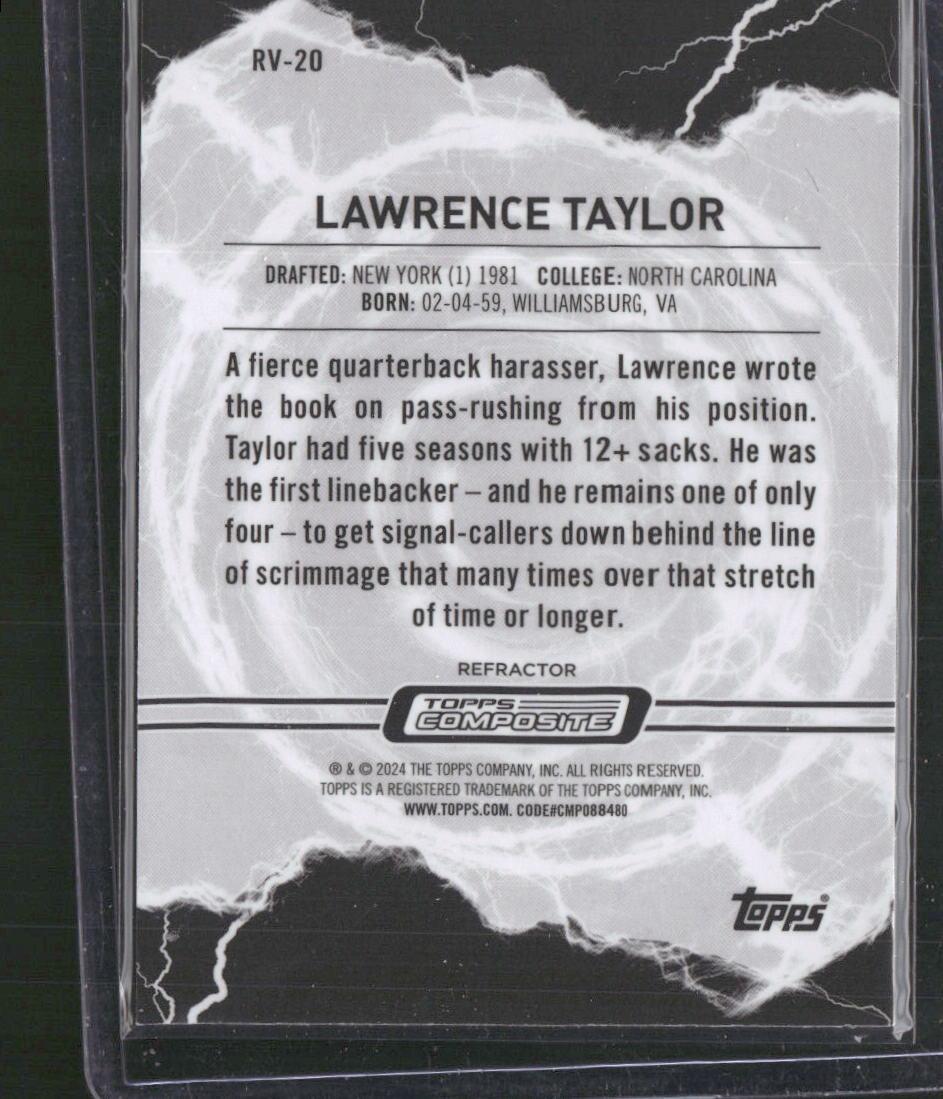 RV-20
LAWRENCE TAYLOR
DRAFTED: NEW YORK (1) 1981 COLLEGE: NORTH CAROLINA
BORN: 02-04-59, WILLIAMSBURG, VA
A fierce quarterback harasser, Lawrence wrote
the book on pass-rushing from his position.
Taylor had five seasons with 12+ sacks. He was
the first linebacker – and he remains one of only
four – to get signal-callers down behind the line
of scrimmage that many times over that stretch
of time or longer.
REFRACTOR
TOPPS
COMPOSITE
® & © 2024 THE TOPPS COMPANY, INC. ALL RIGHTS RESERVED.
TOPPS IS A REGISTERED TRADEMARK OF THE TOPPS COMPANY, INC.
WWW.TOPPS.COM. CODE#CMP088480
topps®